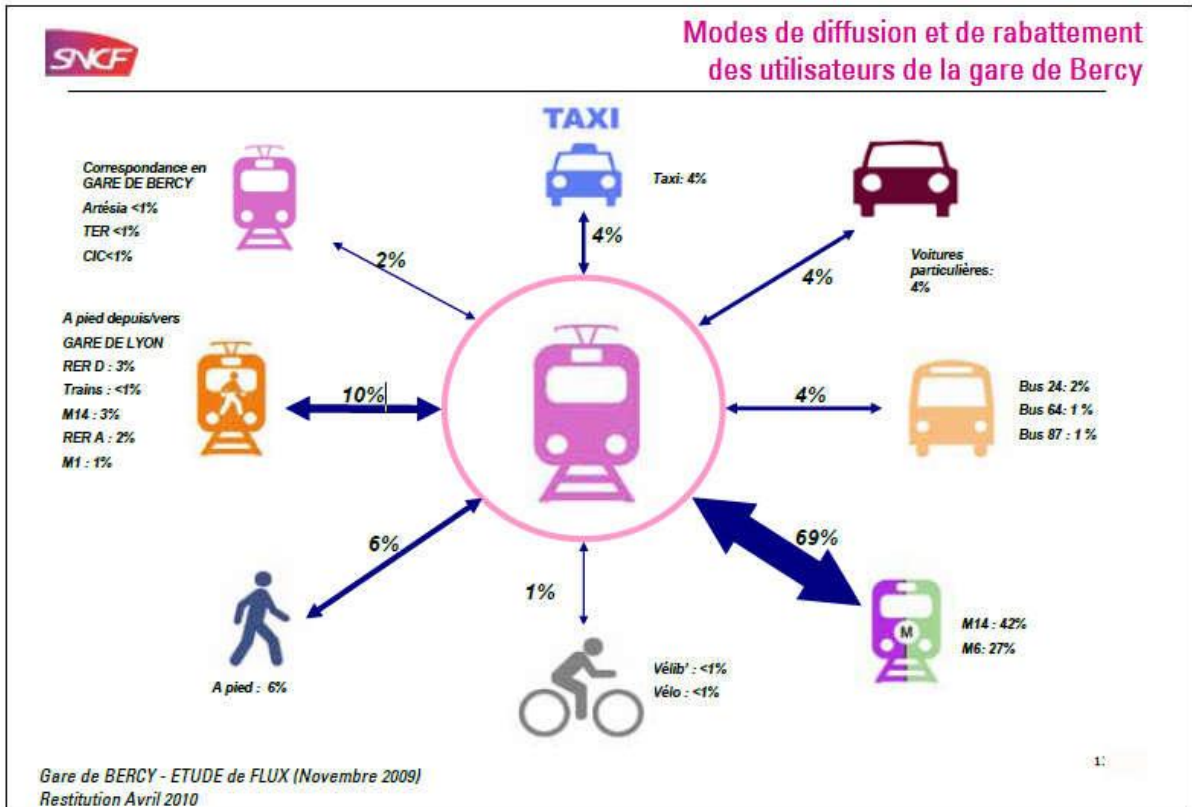 SNCF
Modes de diffusion et de rabattement
des utilisateurs de la gare de Bercy
Correspondance en
GARE DE BERCY
Artésia <1%
TER <1%
CIC<1%
2%
TAXI
Taxi: 4%
4%
Voitures
particulières:
4%
4%
A pied depuis/vers
GARE DE LYON
RER D : 3%
Trains : <1%
M14 : 3%
RER A : 2%
M1 : 1%
10%
4%
Bus 24: 2%
Bus 64: 1 %
Bus 87 : 1 %
6%
A pied : 6%
1%
Vélib' : <1%
Vélo : <1%
69%
M
M14 : 42%
M6: 27%
Gare de BERCY - ETUDE de FLUX (Novembre 2009)
Restitution Avril 2010